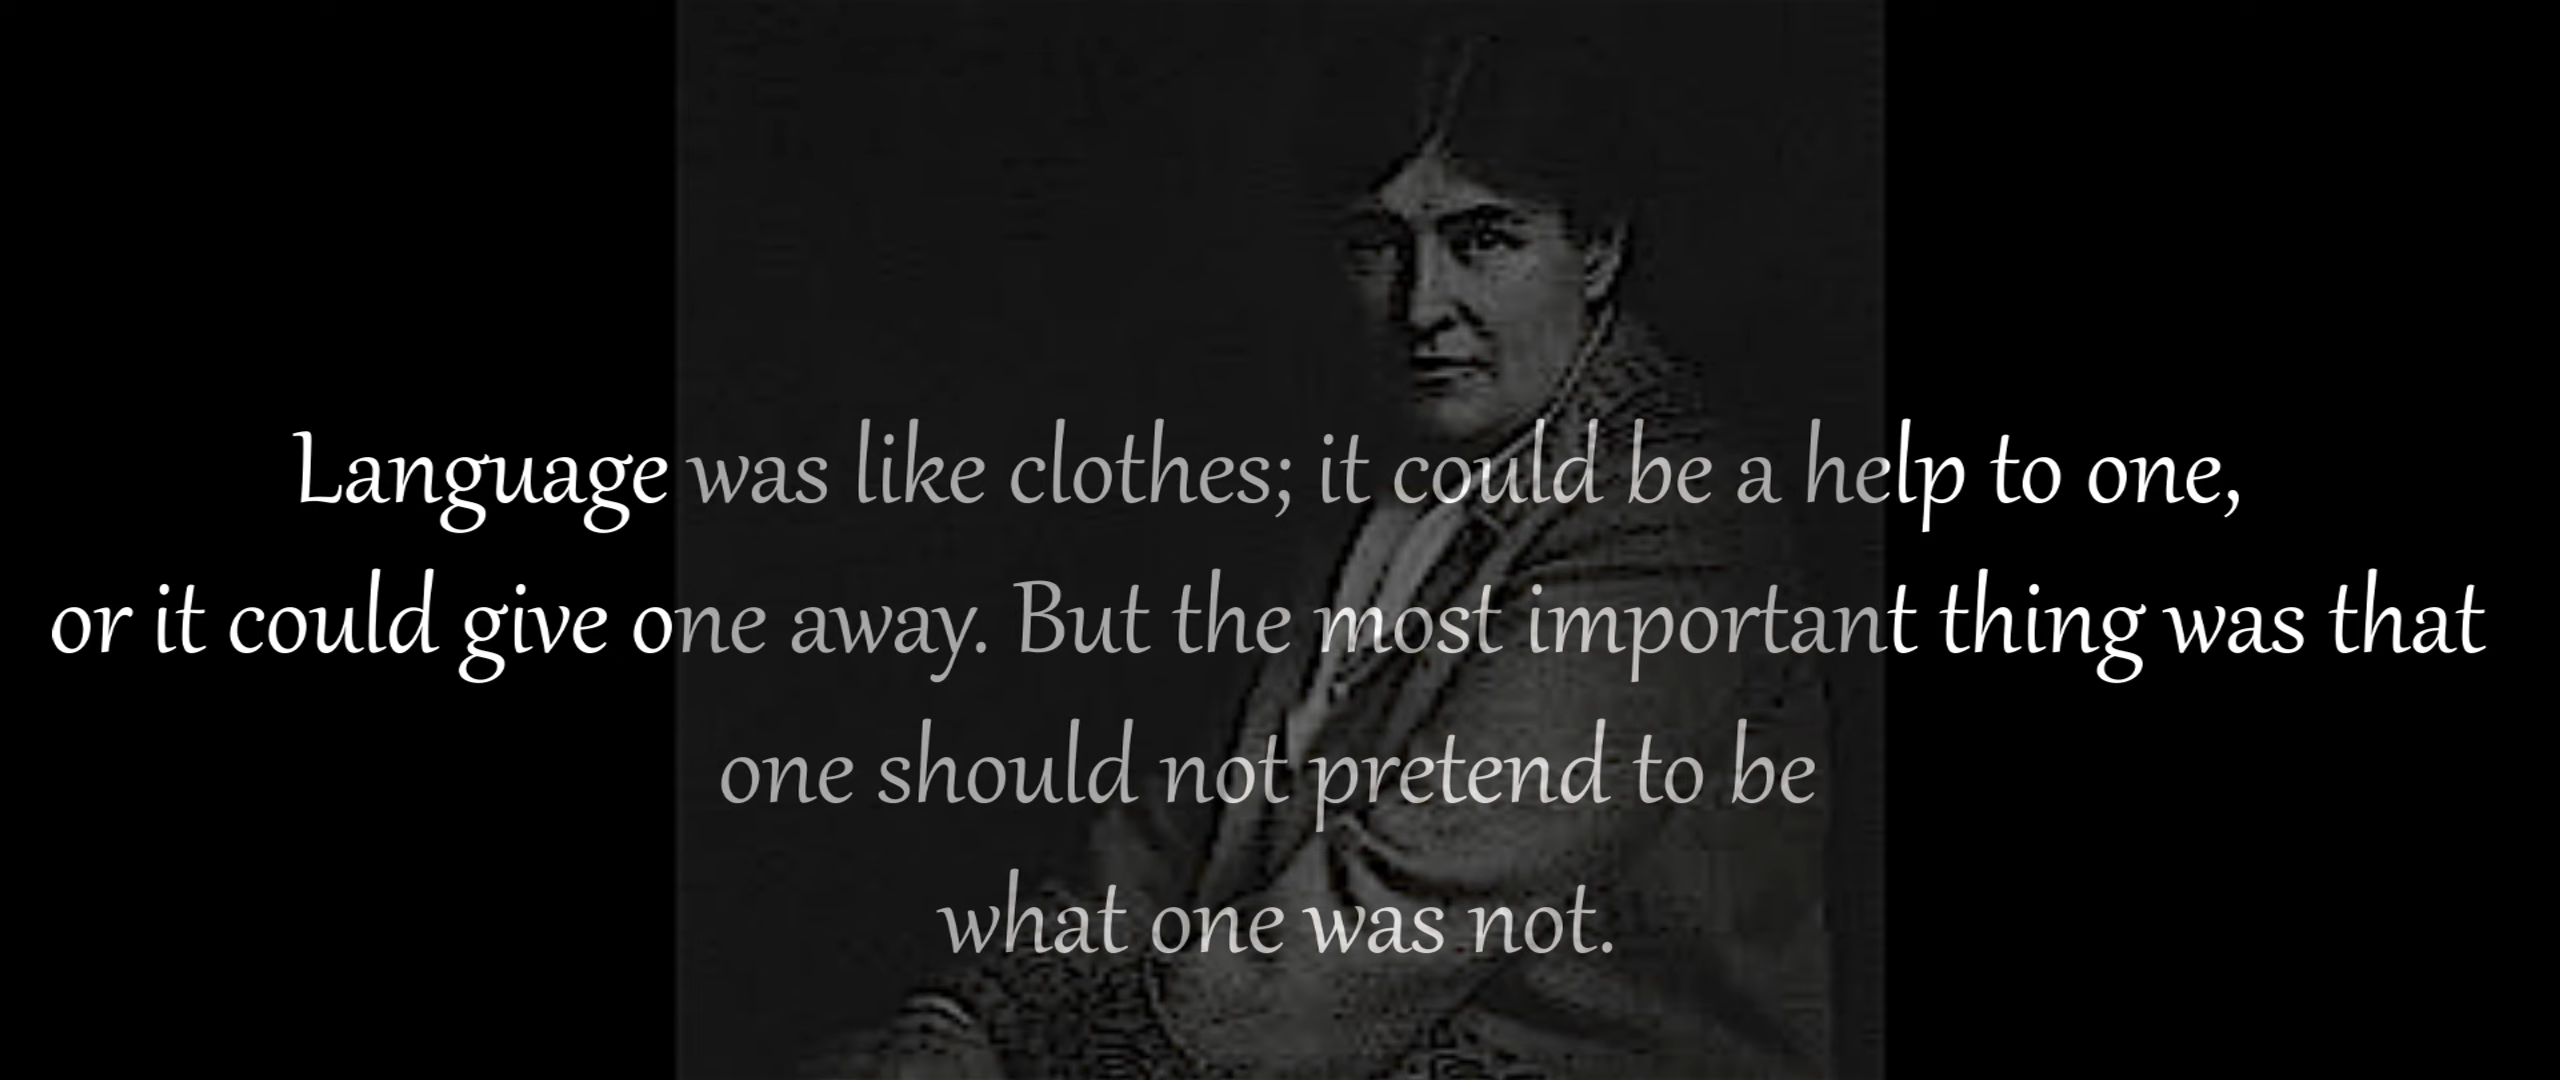 Language was like clothes; it could be a help to one,
or it could give one away. But the most important thing was that
one should not pretend to be
what one was not.